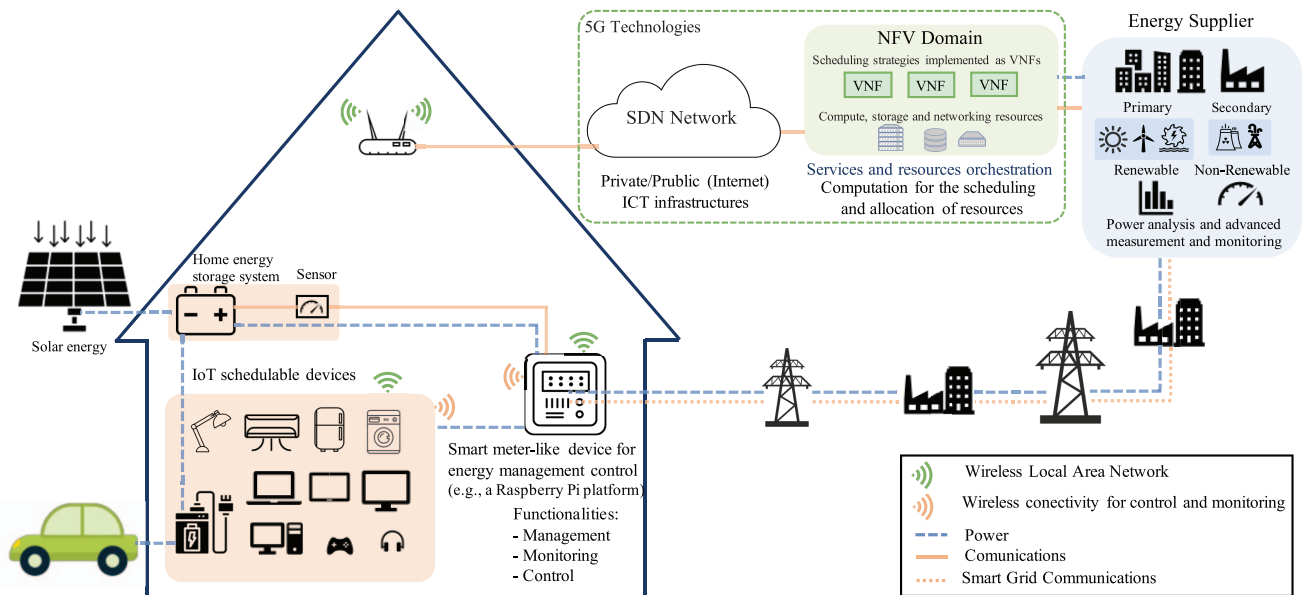 5G Technologies
NFV Domain
Scheduling strategies implemented as VNFs
VNF VNF VNF
Compute, storage and networking resources
Services and resources orchestration
Computation for the scheduling
and allocation of resources
SDN Network
Private/Prublic (Internet)
ICT infrastructures
Energy Supplier
Primary
Secondary
Renewable
Non-Renewable
Power analysis and advanced
measurement and monitoring
Home energy
storage system
Sensor
Solar energy
IoT schedulable devices
Smart meter-like device for
energy management control
(e.g., a Raspberry Pi platform)
Functionalities:
- Management
- Monitoring
- Control
Wireless Local Area Network
Wireless conectivity for control and monitoring
Power
Comunications
Smart Grid Communications